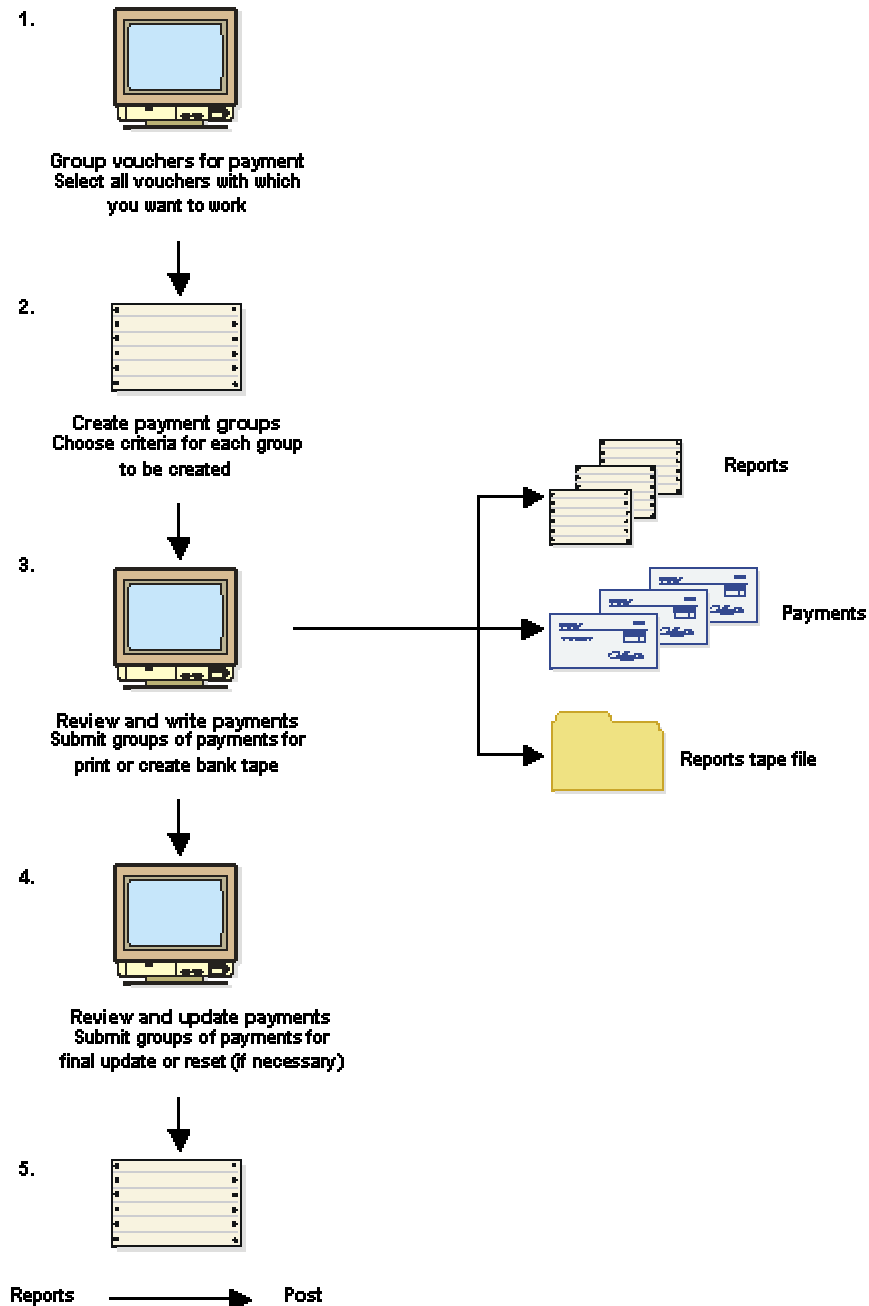 1.
Group vouchers for payment
Select all vouchers with which
you want to work
2.
Create payment groups
Choose criteria for each group
to be created
3.
Review and write payments
Submit groups of payments for
print or create bank tape
Reports
Payments
Reports tape file
4.
Review and update payments
Submit groups of payments for
final update or reset (if necessary)
5.
Reports
Post